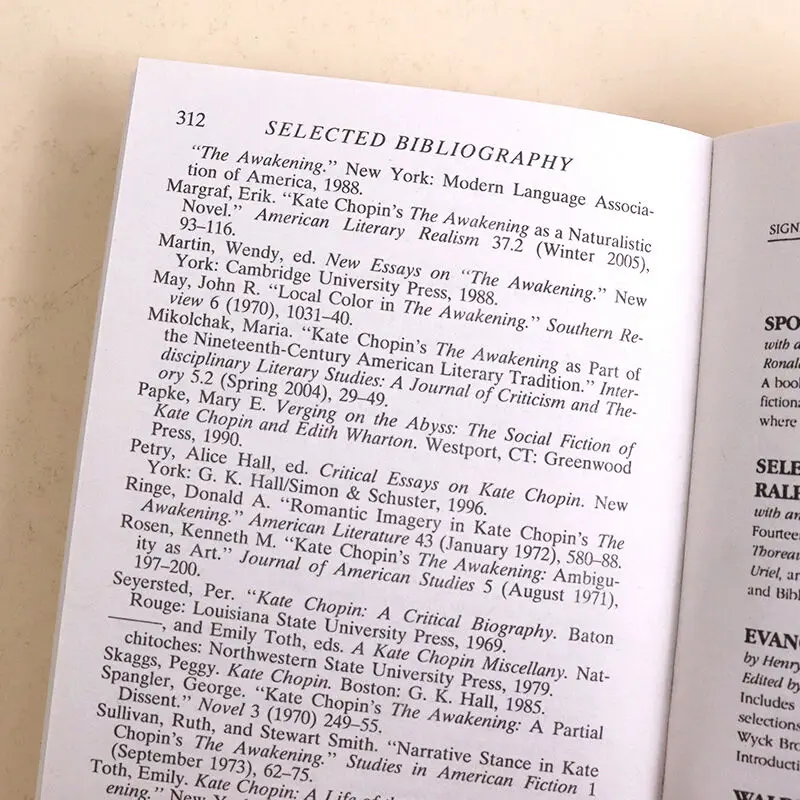 312
SELECTED BIBLIOGRAPHY
"The Awakening." New York: Modern Language Associa-
tion of America, 1988.
Margraf, Erik. "Kate Chopin's The Awakening as a Naturalistic
Novel." American Literary Realism 37.2 (Winter 2005),
93–116.
Martin, Wendy, ed. New Essays on "The Awakening." New
York: Cambridge University Press, 1988.
May, John R. "Local Color in The Awakening." Southern Re-
view 6 (1970), 1031–40.
Mikolchak, Maria. "Kate Chopin's The Awakening as Part of
the Nineteenth-Century American Literary Tradition." Inter-
disciplinary Literary Studies: A Journal of Criticism and The-
ory 5.2 (Spring 2004), 29–49.
Papke, Mary E. Verging on the Abyss: The Social Fiction of
Kate Chopin and Edith Wharton. Westport, CT: Greenwood
Press, 1990.
Petry, Alice Hall, ed. Critical Essays on Kate Chopin. New
York: G. K. Hall/Simon & Schuster, 1996.
Ringe, Donald A. "Romantic Imagery in Kate Chopin's The
Awakening." American Literature 43 (January 1972), 580–88.
Rosen, Kenneth M. "Kate Chopin's The Awakening: Ambigu-
ity as Art." Journal of American Studies 5 (August 1971),
197–200.
Seyersted, Per. "Kate Chopin: A Critical Biography. Baton
Rouge: Louisiana State University Press, 1969.
———, and Emily Toth, eds. A Kate Chopin Miscellany. Nat-
chitoches: Northwestern State University Press, 1979.
Skaggs, Peggy. Kate Chopin. Boston: G. K. Hall, 1985.
Spangler, George. "Kate Chopin's The Awakening: A Partial
Dissent." Novel 3 (1970) 249–55.
Sullivan, Ruth, and Stewart Smith. "Narrative Stance in Kate
Chopin's The Awakening." Studies in American Fiction 1
(September 1973), 62–75.
Toth, Emily. Kate Chopin: A Life of the
ening." New
SIGN
SPO
with a
Ronal
A boo
fiction
where
SELE
RALI
with an
Fourteen
Thoreau
Uriel, an
and Bibl
EVAN
by Henry
Edited by
Includes
selections
Wyck Bro
Introducti